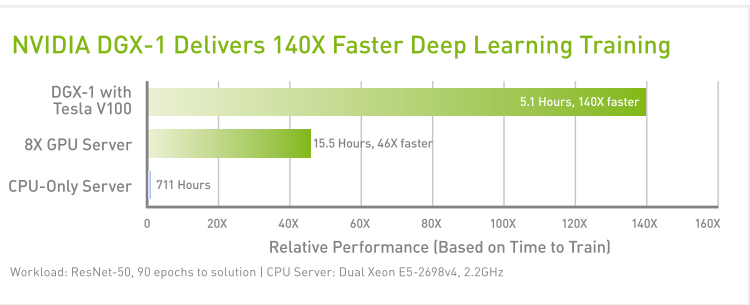 NVIDIA DGX-1 Delivers 140X Faster Deep Learning Training
DGX-1 with
Tesla V100
5.1 Hours, 140X faster
8X GPU Server
15.5 Hours, 46X faster
CPU-Only Server
711 Hours
0 20X 40X 60X 80X 100X 120X 140X 160X
Relative Performance (Based on Time to Train)
Workload: ResNet-50, 90 epochs to solution | CPU Server: Dual Xeon E5-2698v4, 2.2GHz